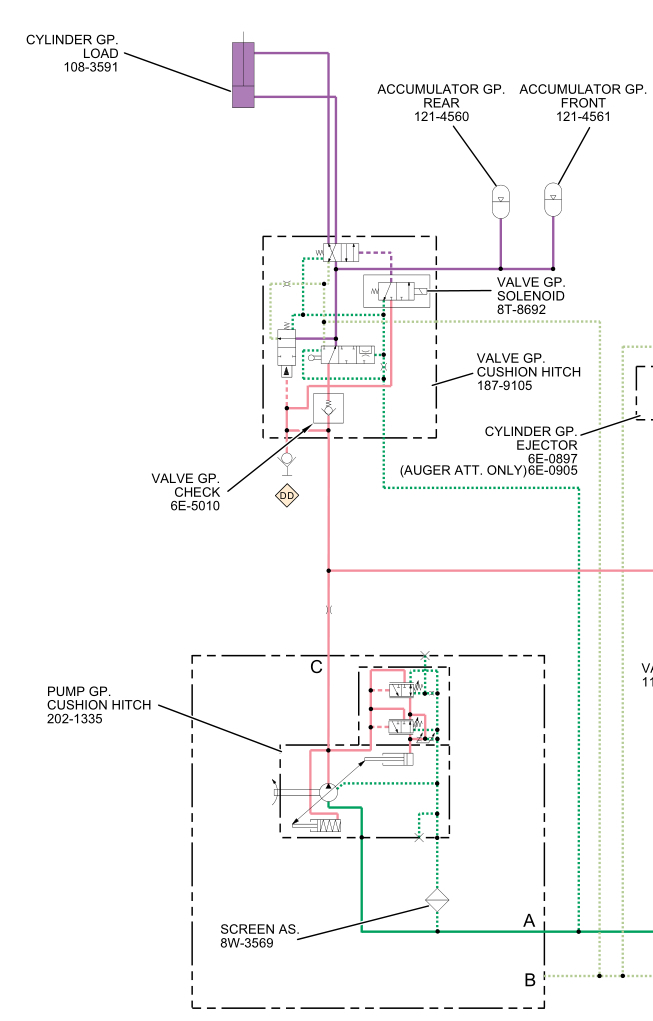 CYLINDER GP.
LOAD
108-3591
ACCUMULATOR GP.
REAR
121-4560
ACCUMULATOR GP.
FRONT
121-4561
VALVE GP.
SOLENOID
8T-8692
VALVE GP.
CUSHION HITCH
187-9105
CYLINDER GP.
EJECTOR
6E-0897
(AUGER ATT. ONLY)6E-0905
VALVE GP.
CHECK
6E-5010
DD
C
VA
11
PUMP GP.
CUSHION HITCH
202-1335
SCREEN AS.
8W-3569
A
B